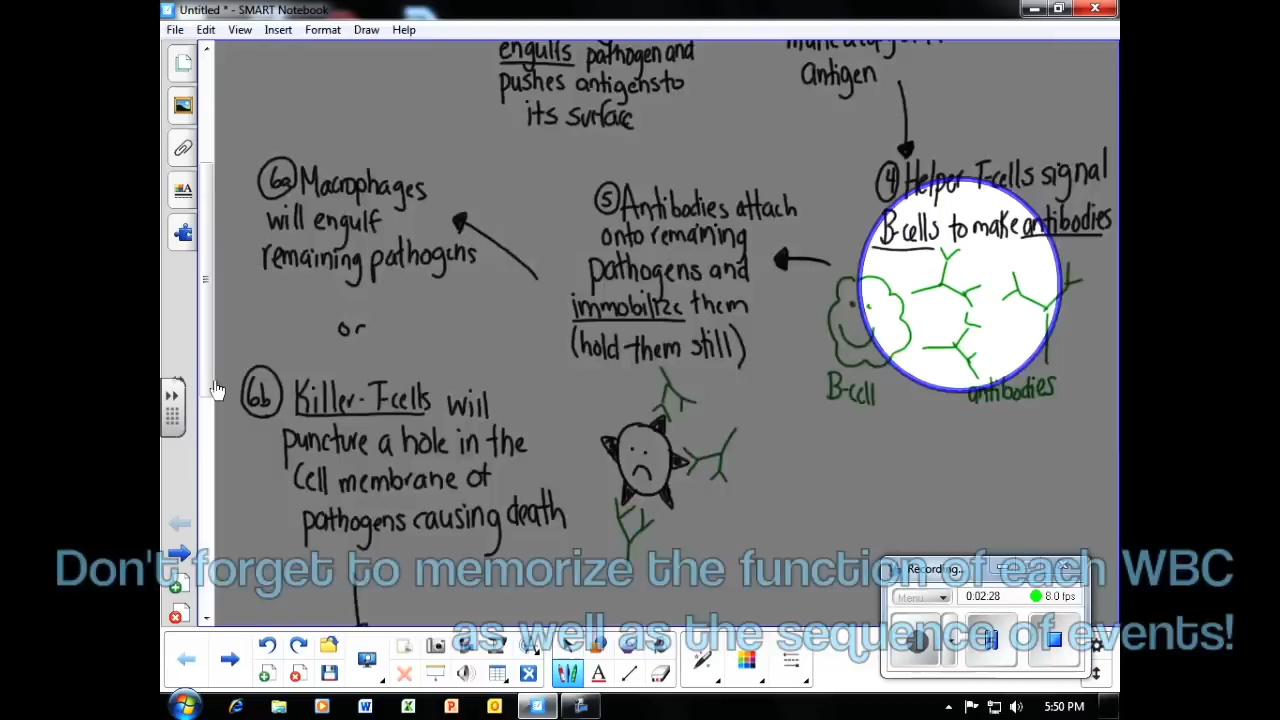 Untitled * - SMART Notebook
File Edit View Insert Format Draw Help
engulfs pathogen and
pushes antigens to
its surface
antigen
④ Helper T-cells signal
B-cells to make antibodies
B-cell
antibodies
⑤ Antibodies attach
onto remaining
pathogens and
immobilize them
(hold them still)
6a Macrophages
will engulf
remaining pathogens
or
6b Killer-T-cells will
puncture a hole in the
Cell membrane of
pathogens causing death
Don't forget to memorize the function of each WBC
as well as the sequence of events!
Recording...
Menu 0:02:28 8.0 fps
5:50 PM